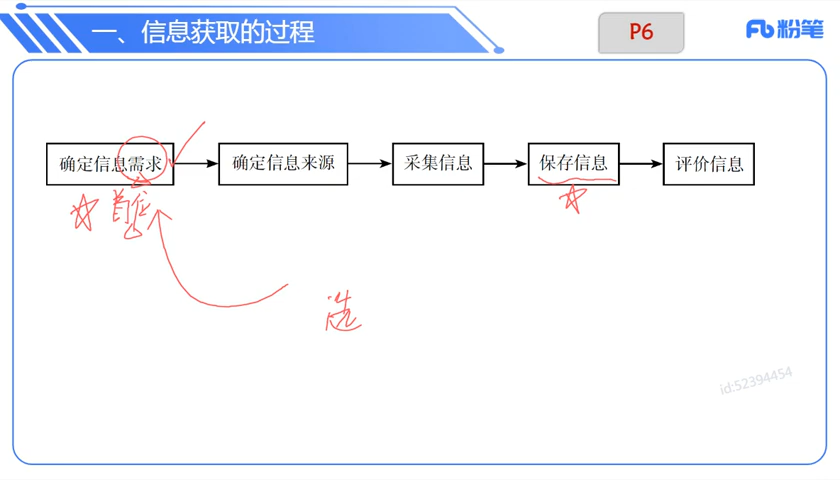 一、信息获取的过程
P6
粉笔
确定信息需求
确定信息来源
采集信息
保存信息
评价信息
选
id:52394454